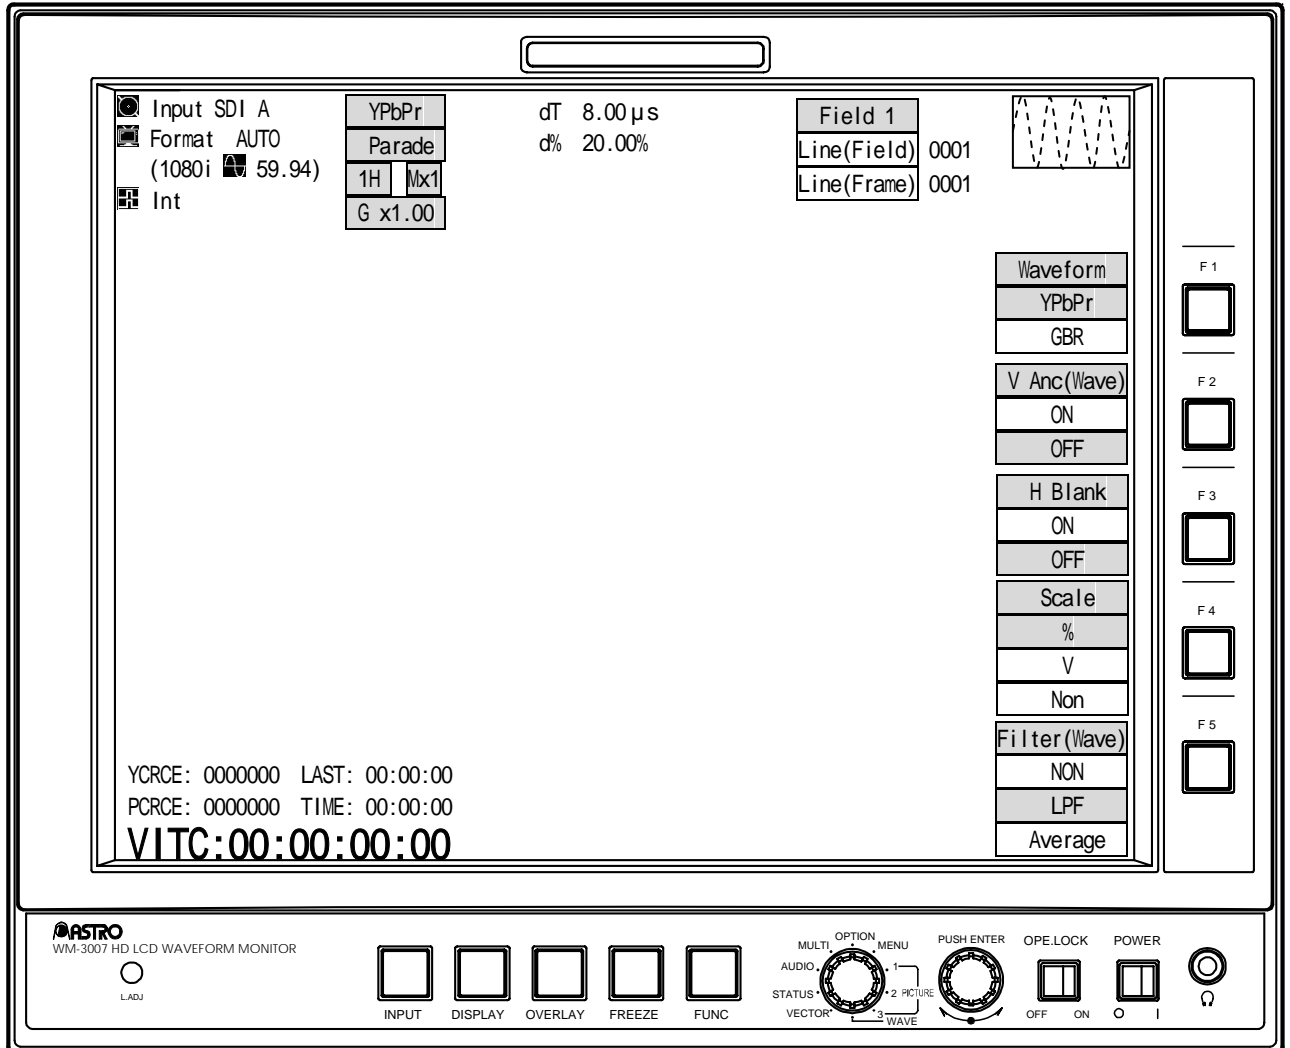 Input SDI A
Format AUTO
(1080i 59.94)
Int
YPbPr
Parade
1H Mx1
G x1.00
dT 8.00μs
d% 20.00%
Field 1
Line(Field) 0001
Line(Frame) 0001
Waveform
YPbPr
GBR
V Anc(Wave)
ON
OFF
H Blank
ON
OFF
Scale
%
V
Non
Filter(Wave)
NON
LPF
Average
F1
F2
F3
F4
F5
YCRCE: 0000000 LAST: 00:00:00
PCRCE: 0000000 TIME: 00:00:00
VITC:00:00:00:00
ASTRO
WM-3007 HD LCD WAVEFORM MONITOR
L.ADJ
INPUT
DISPLAY
OVERLAY
FREEZE
FUNC
OPTION
MULTI
MENU
AUDIO
1
STATUS
2 PICTURE
VECTOR
3
WAVE
PUSH ENTER
OPE.LOCK
OFF ON
POWER
O I